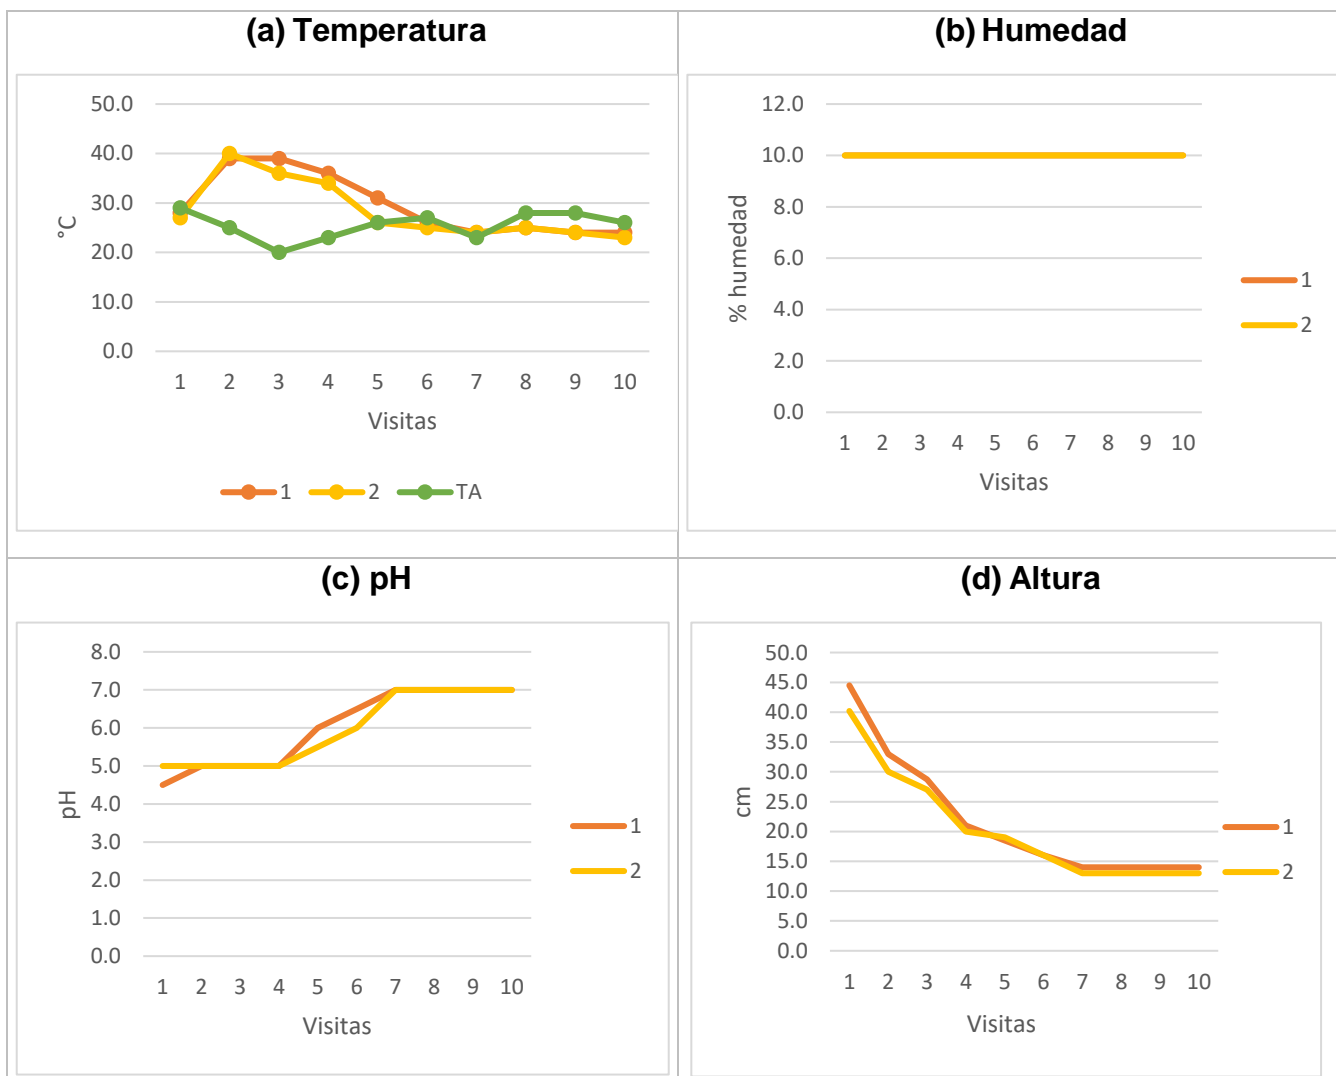 (a) Temperatura
50.0
40.0
30.0
20.0
10.0
0.0
°C
1 2 3 4 5 6 7 8 9 10
Visitas
1 2 TA
(b) Humedad
12.0
10.0
8.0
6.0
4.0
2.0
0.0
% humedad
1 2 3 4 5 6 7 8 9 10
Visitas
1
2
(c) pH
8.0
7.0
6.0
5.0
4.0
3.0
2.0
1.0
0.0
pH
1 2 3 4 5 6 7 8 9 10
Visitas
1
2
(d) Altura
50.0
45.0
40.0
35.0
30.0
25.0
20.0
15.0
10.0
5.0
0.0
cm
1 2 3 4 5 6 7 8 9 10
Visitas
1
2